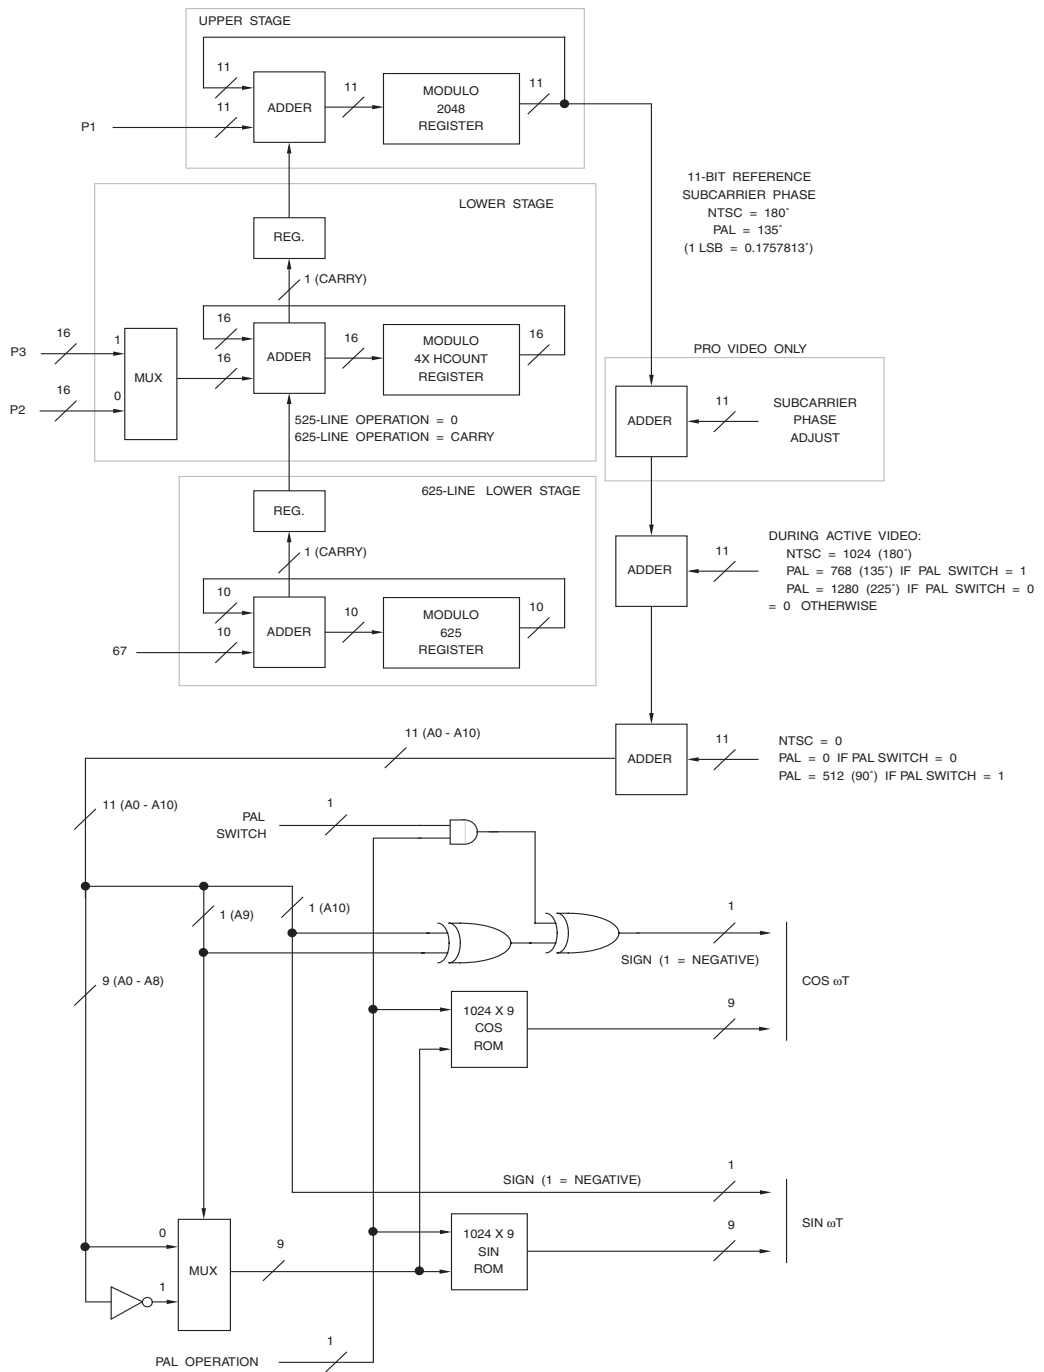 UPPER STAGE
11
11
ADDER
11
MODULO
2048
REGISTER
11
P1
11-BIT REFERENCE
SUBCARRIER PHASE
NTSC = 180˚
PAL = 135˚
(1 LSB = 0.1757813˚)
LOWER STAGE
REG.
1 (CARRY)
P3
16
P2
16
1
0
MUX
16
16
ADDER
16
MODULO
4X HCOUNT
REGISTER
16
525-LINE OPERATION = 0
625-LINE OPERATION = CARRY
PRO VIDEO ONLY
ADDER
11
SUBCARRIER
PHASE
ADJUST
625-LINE LOWER STAGE
REG.
1 (CARRY)
10
10
67
ADDER
10
MODULO
625
REGISTER
10
ADDER
11
DURING ACTIVE VIDEO:
NTSC = 1024 (180˚)
PAL = 768 (135˚) IF PAL SWITCH = 1
PAL = 1280 (225˚) IF PAL SWITCH = 0
= 0 OTHERWISE
11 (A0 - A10)
ADDER
11
NTSC = 0
PAL = 0 IF PAL SWITCH = 0
PAL = 512 (90˚) IF PAL SWITCH = 1
11 (A0 - A10)
PAL
SWITCH
1
1 (A9)
1 (A10)
9 (A0 - A8)
1
SIGN (1 = NEGATIVE)
COS ωT
1024 X 9
COS
ROM
9
SIGN (1 = NEGATIVE)
1
SIN ωT
1024 X 9
SIN
ROM
9
0
1
MUX
9
PAL OPERATION
1